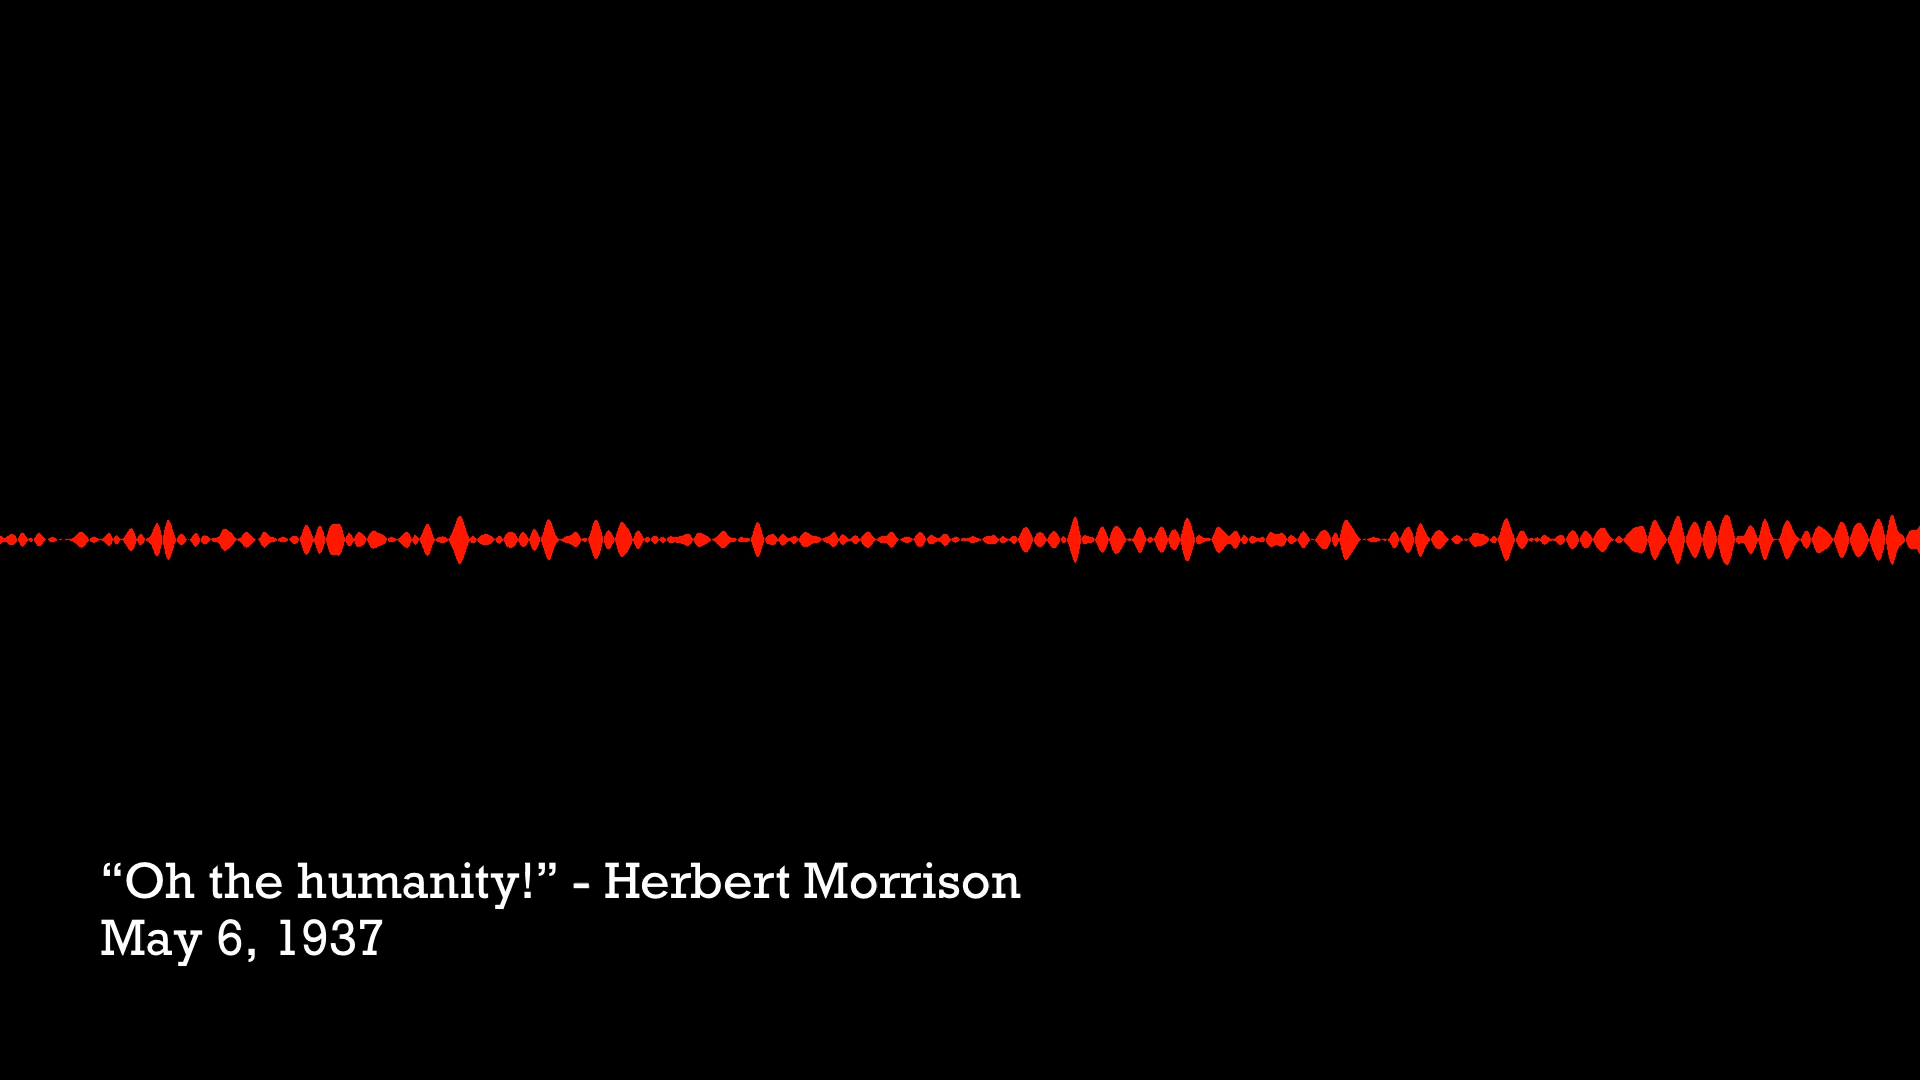 “Oh the humanity!” - Herbert Morrison
May 6, 1937